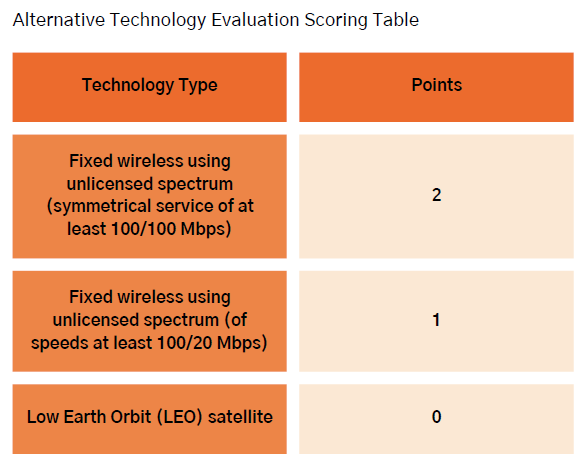 Alternative Technology Evaluation Scoring Table
Technology Type
Points
Fixed wireless using
unlicensed spectrum
(symmetrical service of at
least 100/100 Mbps)
2
Fixed wireless using
unlicensed spectrum (of
speeds at least 100/20 Mbps)
1
Low Earth Orbit (LEO) satellite
0